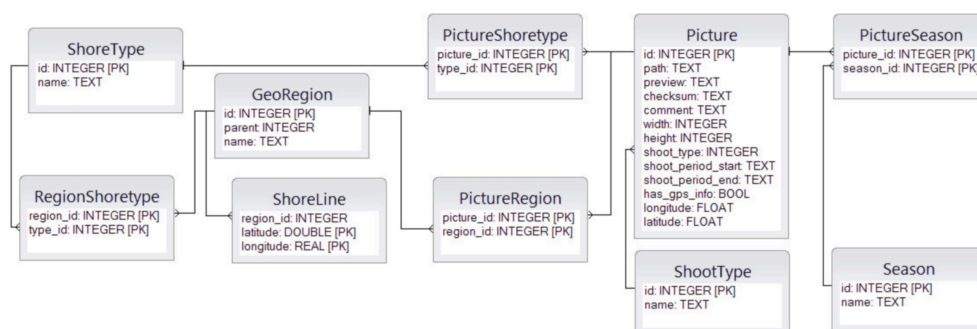 ShoreType
id: INTEGER [PK]
name: TEXT
GeoRegion
id: INTEGER [PK]
parent: INTEGER
name: TEXT
RegionShoretype
region_id: INTEGER [PK]
type_id: INTEGER [PK]
ShoreLine
region_id: INTEGER
latitude: DOUBLE [PK]
longitude: REAL [PK]
PictureShoretype
picture_id: INTEGER [PK]
type_id: INTEGER [PK]
PictureRegion
picture_id: INTEGER [PK]
region_id: INTEGER [PK]
Picture
id: INTEGER [PK]
path: TEXT
preview: TEXT
checksum: TEXT
comment: TEXT
width: INTEGER
height: INTEGER
shoot_type: INTEGER
shoot_period_start: TEXT
shoot_period_end: TEXT
has_gps_info: BOOL
longitude: FLOAT
latitude: FLOAT
ShootType
id: INTEGER [PK]
name: TEXT
PictureSeason
picture_id: INTEGER [PK]
season_id: INTEGER [PK]
Season
id: INTEGER [PK]
name: TEXT